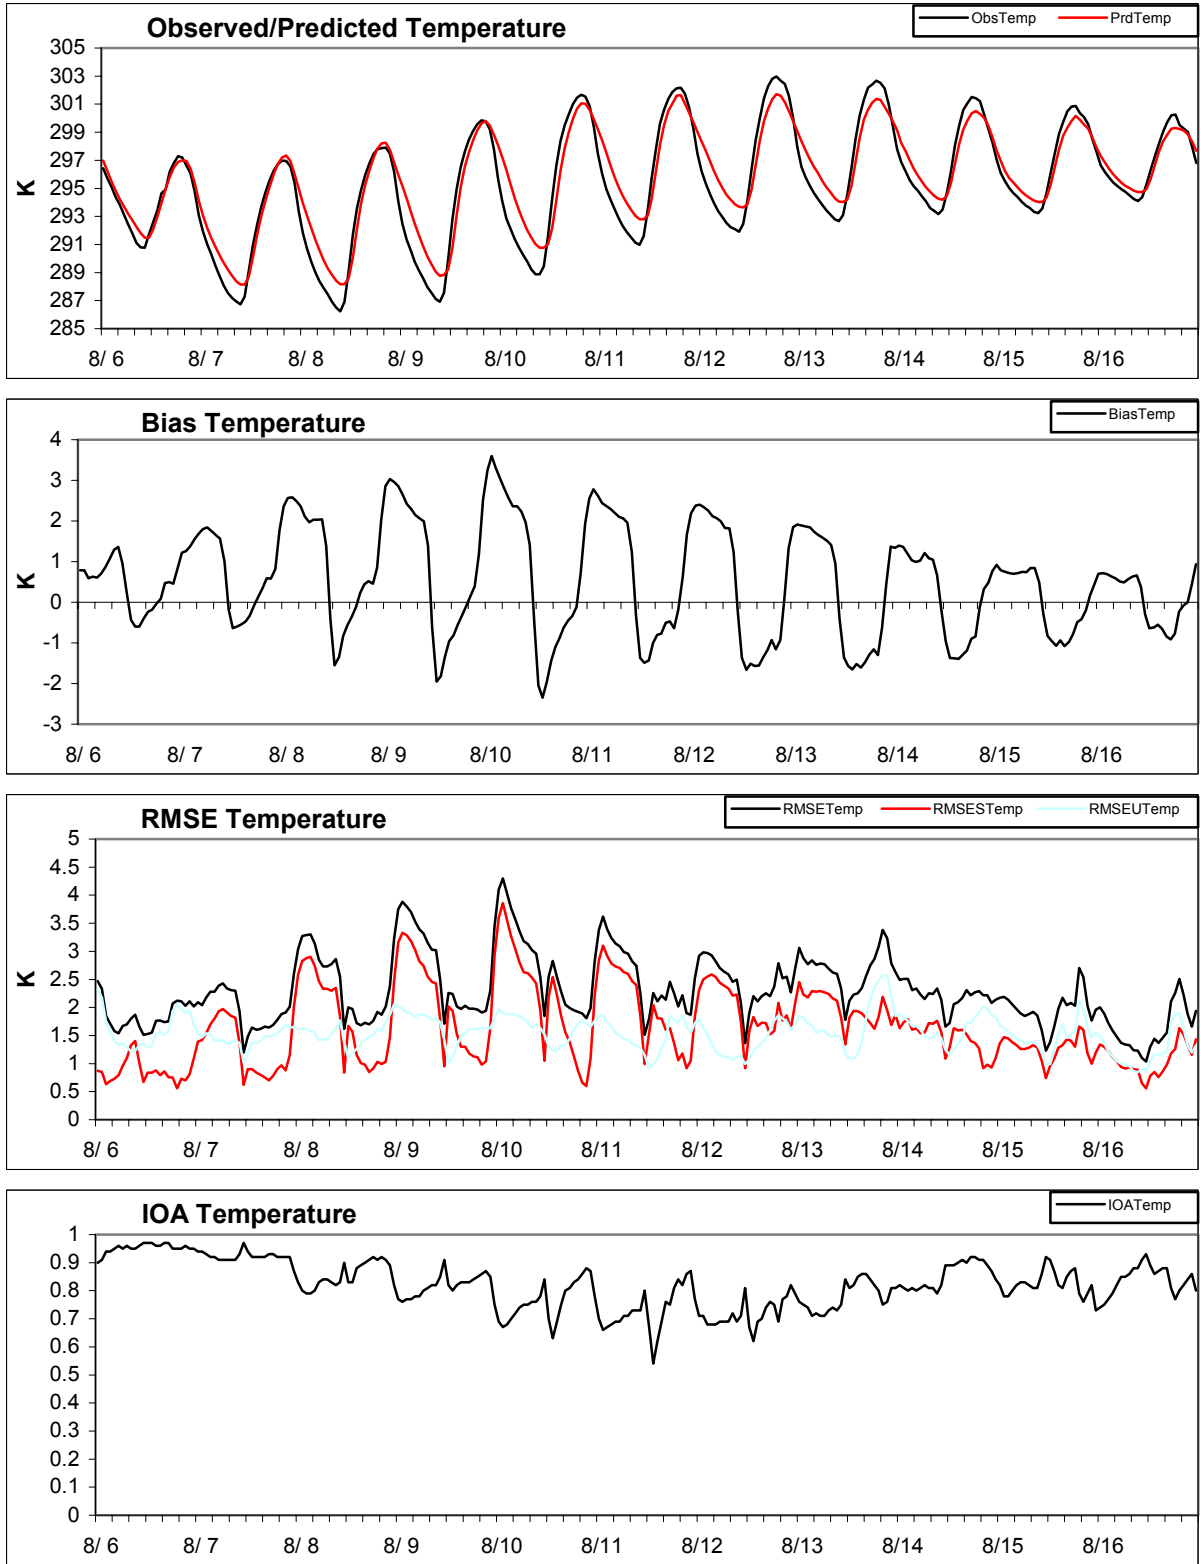 Observed/Predicted Temperature
ObsTemp PrdTemp
305
303
301
299
297
295
293
291
289
287
285
K
8/ 6 8/ 7 8/ 8 8/ 9 8/10 8/11 8/12 8/13 8/14 8/15 8/16
Bias Temperature
BiasTemp
4
3
2
1
0
-1
-2
-3
K
8/ 6 8/ 7 8/ 8 8/ 9 8/10 8/11 8/12 8/13 8/14 8/15 8/16
RMSE Temperature
RMSETemp RMSESTemp RMSEUTemp
5
4.5
4
3.5
3
2.5
2
1.5
1
0.5
0
K
8/ 6 8/ 7 8/ 8 8/ 9 8/10 8/11 8/12 8/13 8/14 8/15 8/16
IOA Temperature
IOATemp
1
0.9
0.8
0.7
0.6
0.5
0.4
0.3
0.2
0.1
0
8/ 6 8/ 7 8/ 8 8/ 9 8/10 8/11 8/12 8/13 8/14 8/15 8/16